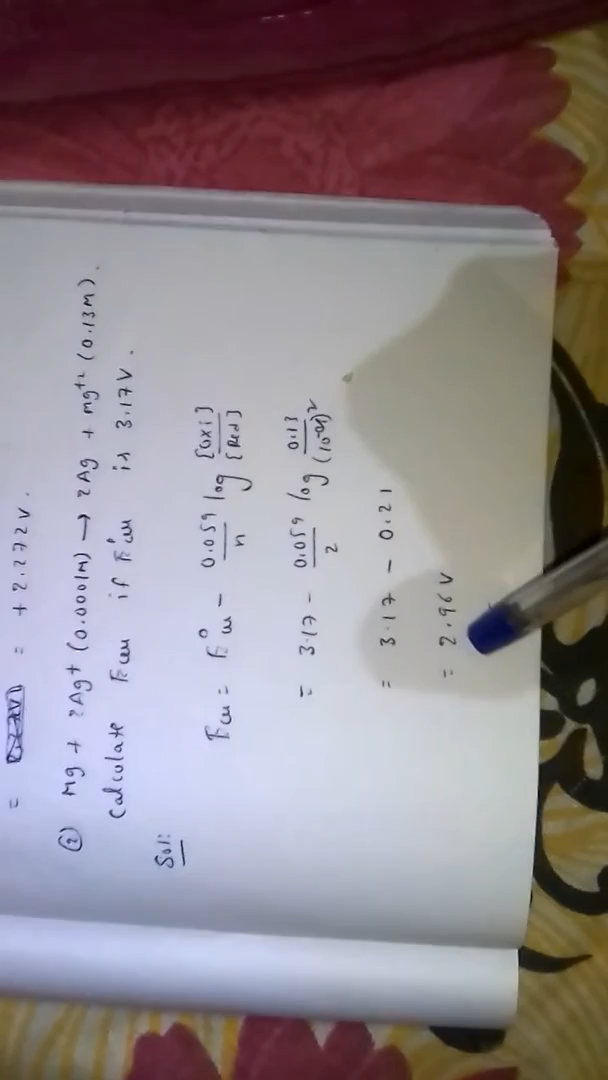 = + 2.272V.
② Mg + 2Ag+ (0.0001M) → 2Ag + mg+2 (0.13M).
Calculate Ecell if E°cell is 3.17V.
Sol:
Ecell = E°cell - 0.059/n log [Oxi]/[Red]
= 3.17 - 0.059/2 log 0.13/(10-4)2
= 3.17 - 0.21
= 2.96V